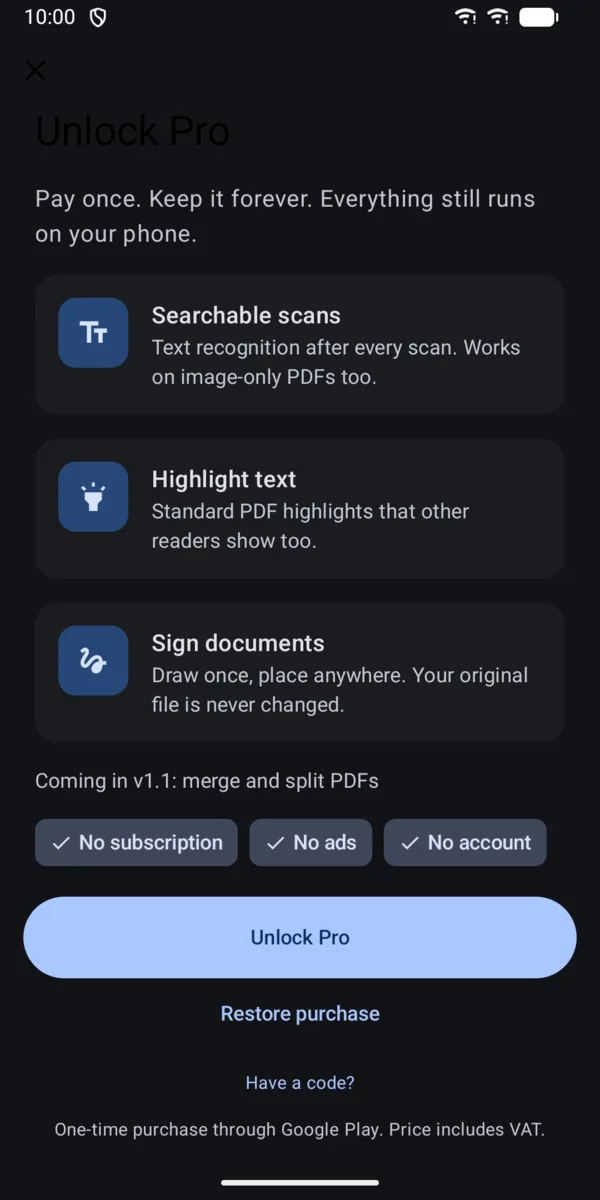 10:00
Unlock Pro
Pay once. Keep it forever. Everything still runs
on your phone.
Searchable scans
Text recognition after every scan. Works
on image-only PDFs too.
Highlight text
Standard PDF highlights that other
readers show too.
Sign documents
Draw once, place anywhere. Your original
file is never changed.
Coming in v1.1: merge and split PDFs
No subscription
No ads
No account
Unlock Pro
Restore purchase
Have a code?
One-time purchase through Google Play. Price includes VAT.